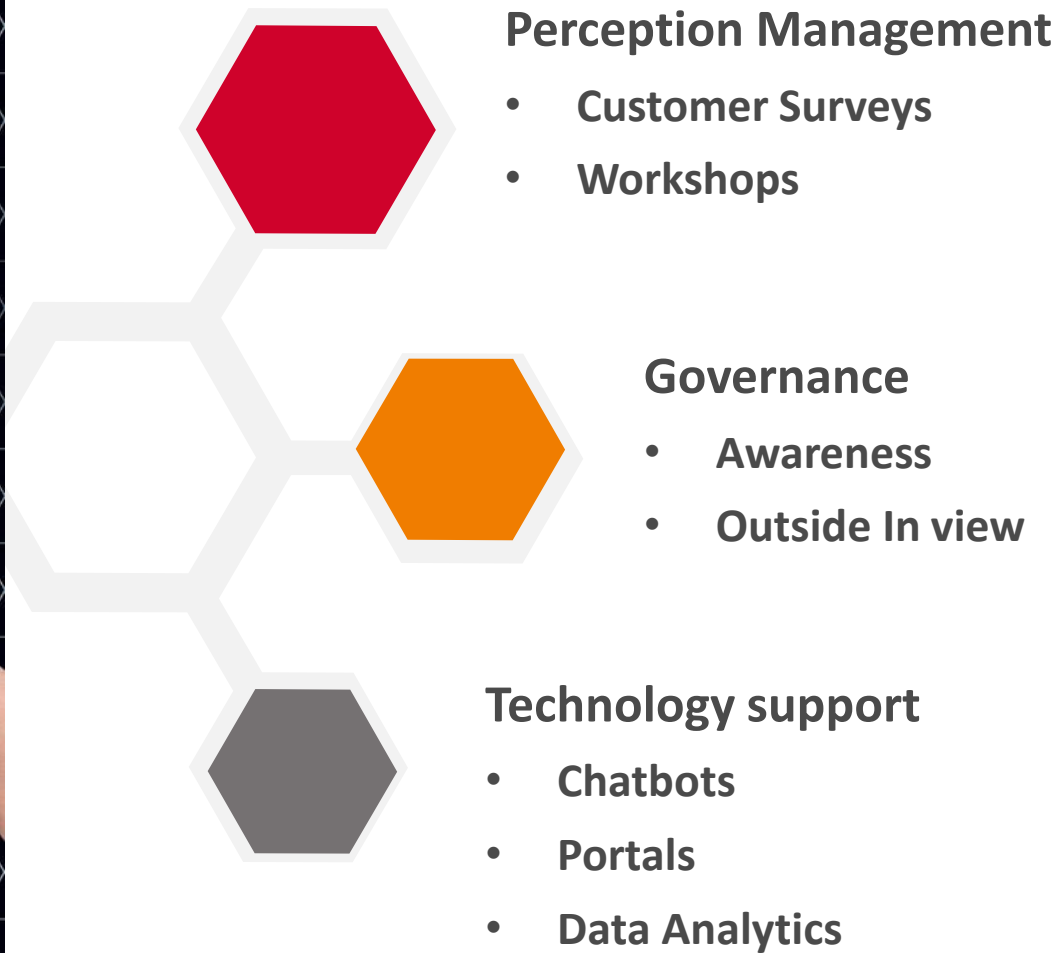 Perception Management
• Customer Surveys
• Workshops
Governance
• Awareness
• Outside In view
Technology support
• Chatbots
• Portals
• Data Analytics